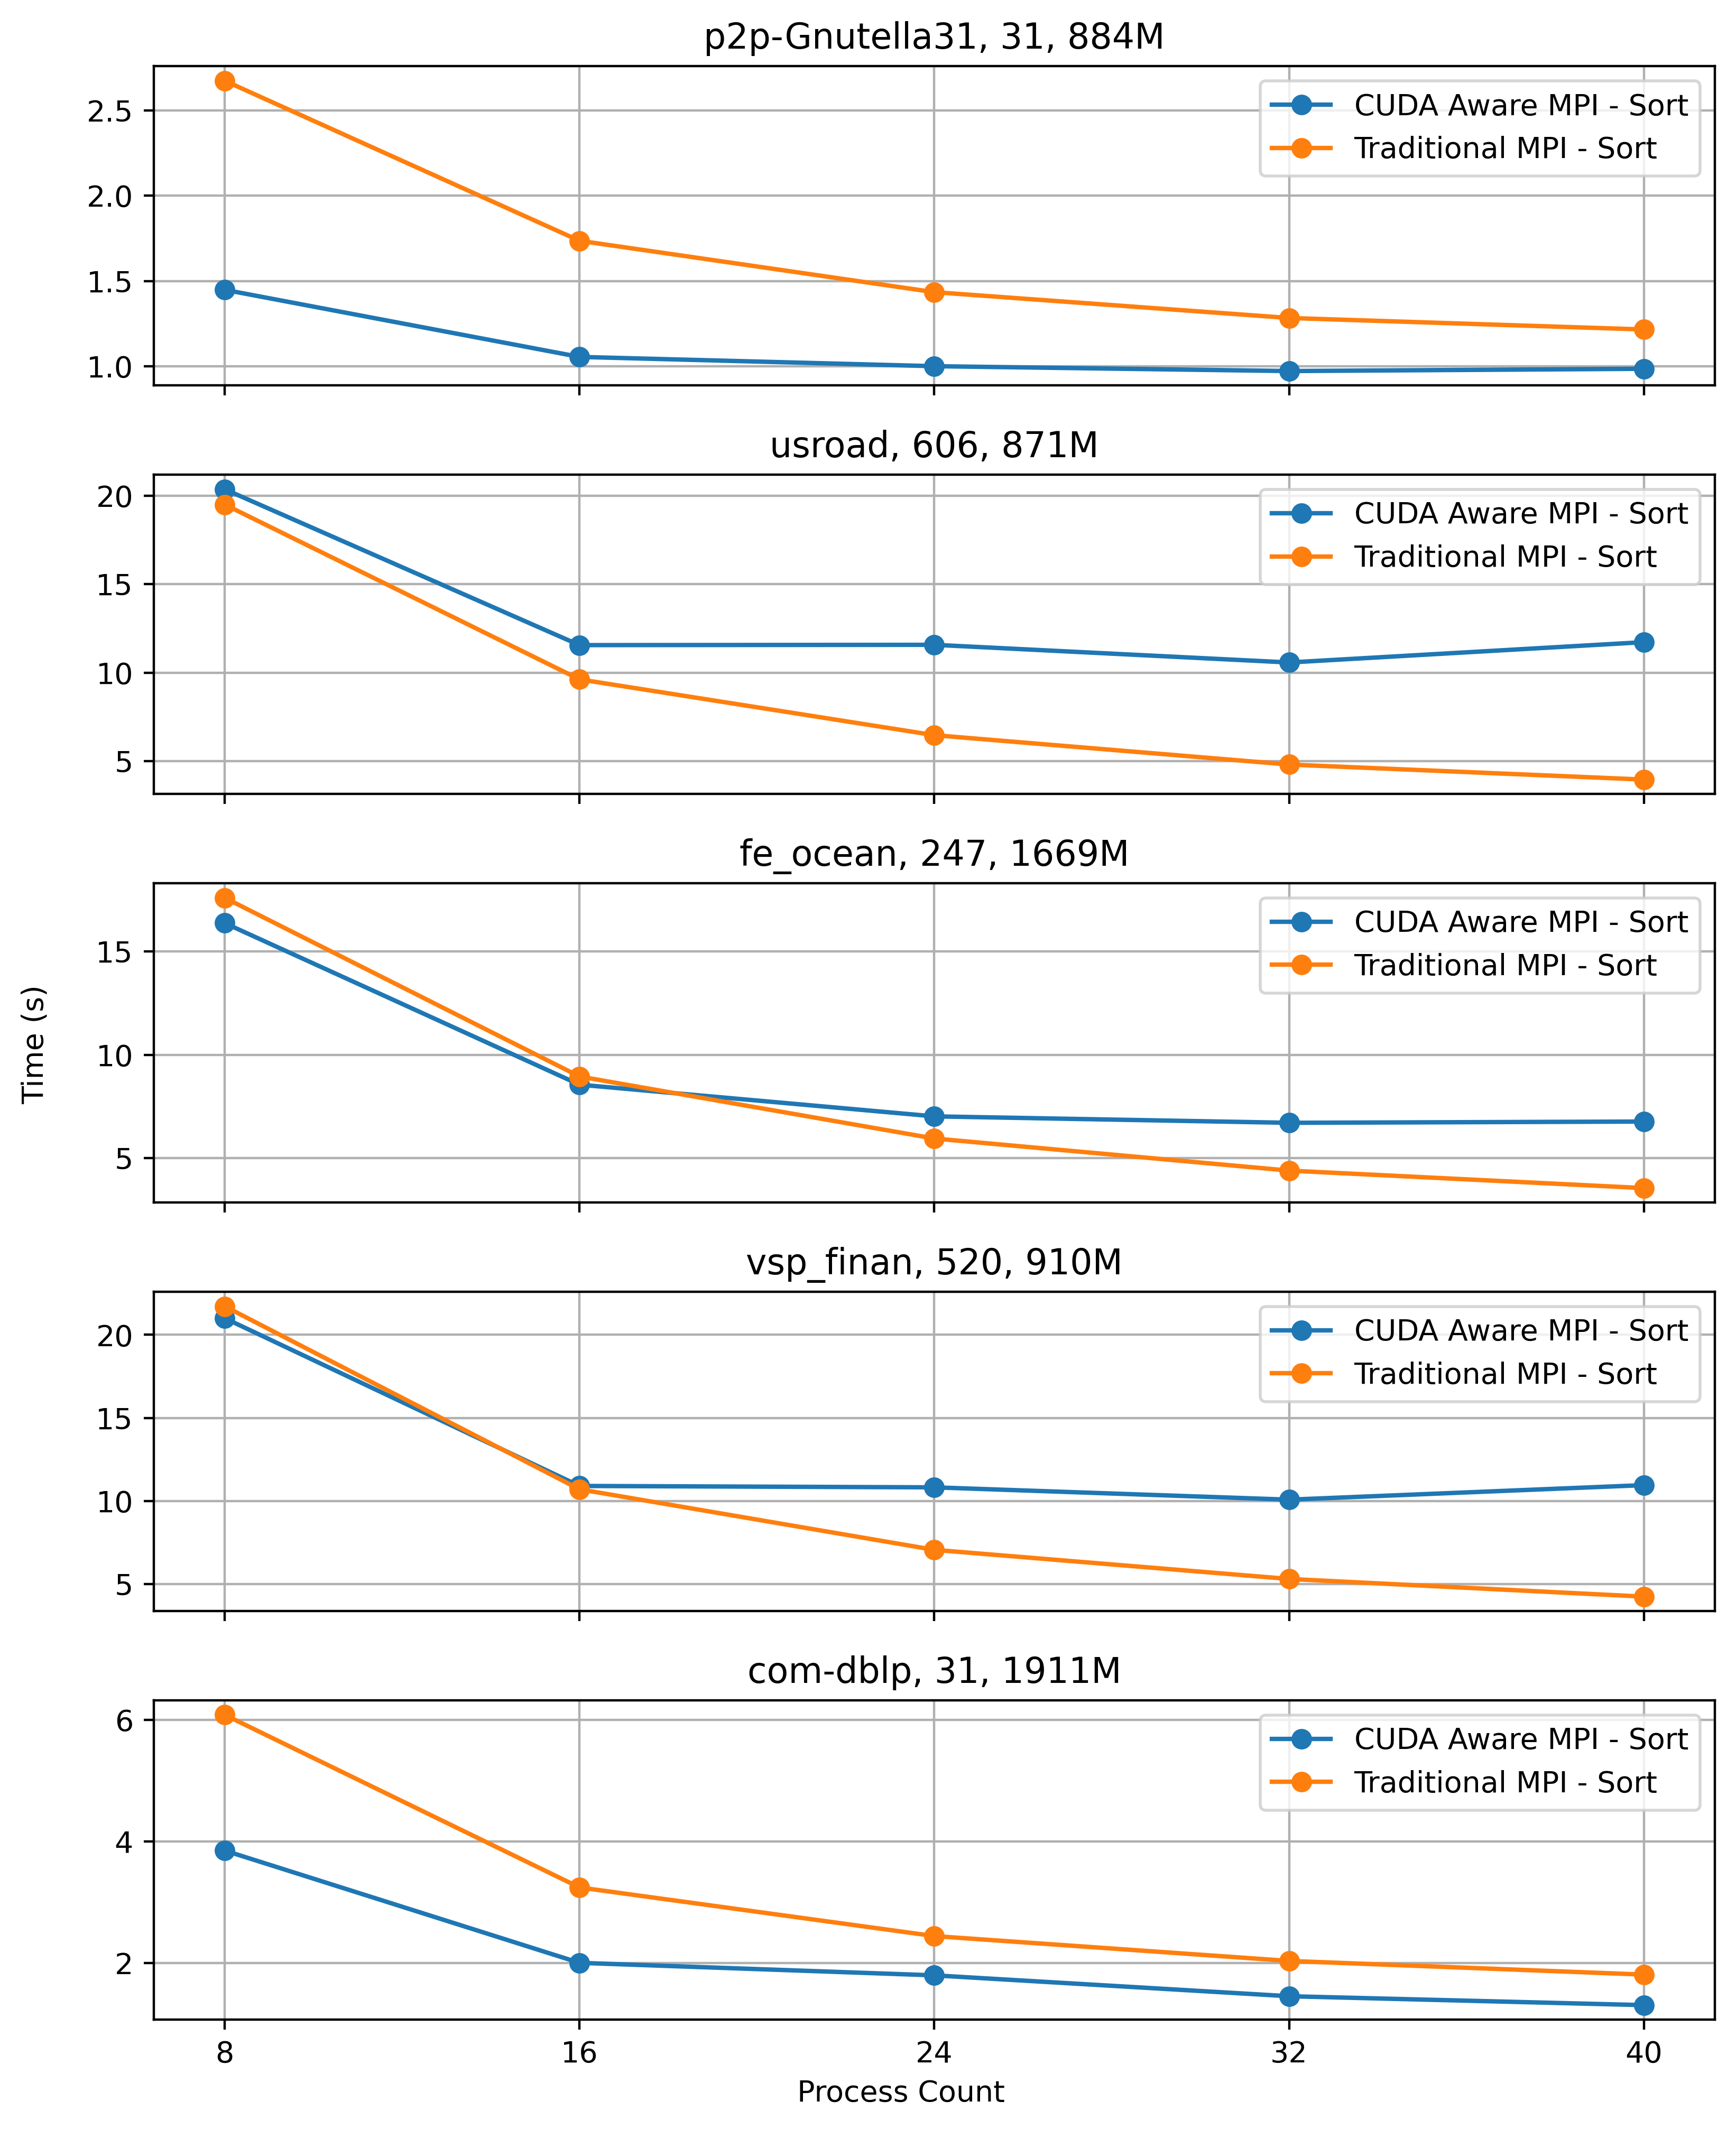 p2p-Gnutella31, 31, 884M
2.5
2.0
1.5
1.0
CUDA Aware MPI - Sort
Traditional MPI - Sort
usroad, 606, 871M
20
15
10
5
CUDA Aware MPI - Sort
Traditional MPI - Sort
fe_ocean, 247, 1669M
15
10
5
CUDA Aware MPI - Sort
Traditional MPI - Sort
Time (s)
vsp_finan, 520, 910M
20
15
10
5
CUDA Aware MPI - Sort
Traditional MPI - Sort
com-dblp, 31, 1911M
6
4
2
CUDA Aware MPI - Sort
Traditional MPI - Sort
8 16 24 32 40
Process Count